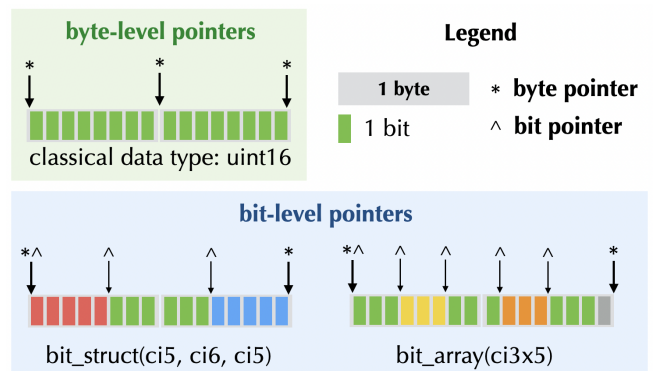 byte-level pointers
* * *
classical data type: uint16
Legend
1 byte
* byte pointer
1 bit
^ bit pointer
bit-level pointers
*^ ^ ^ *
bit_struct(ci5, ci6, ci5)
*^ ^ ^ ^ ^ *
bit_array(ci3x5)